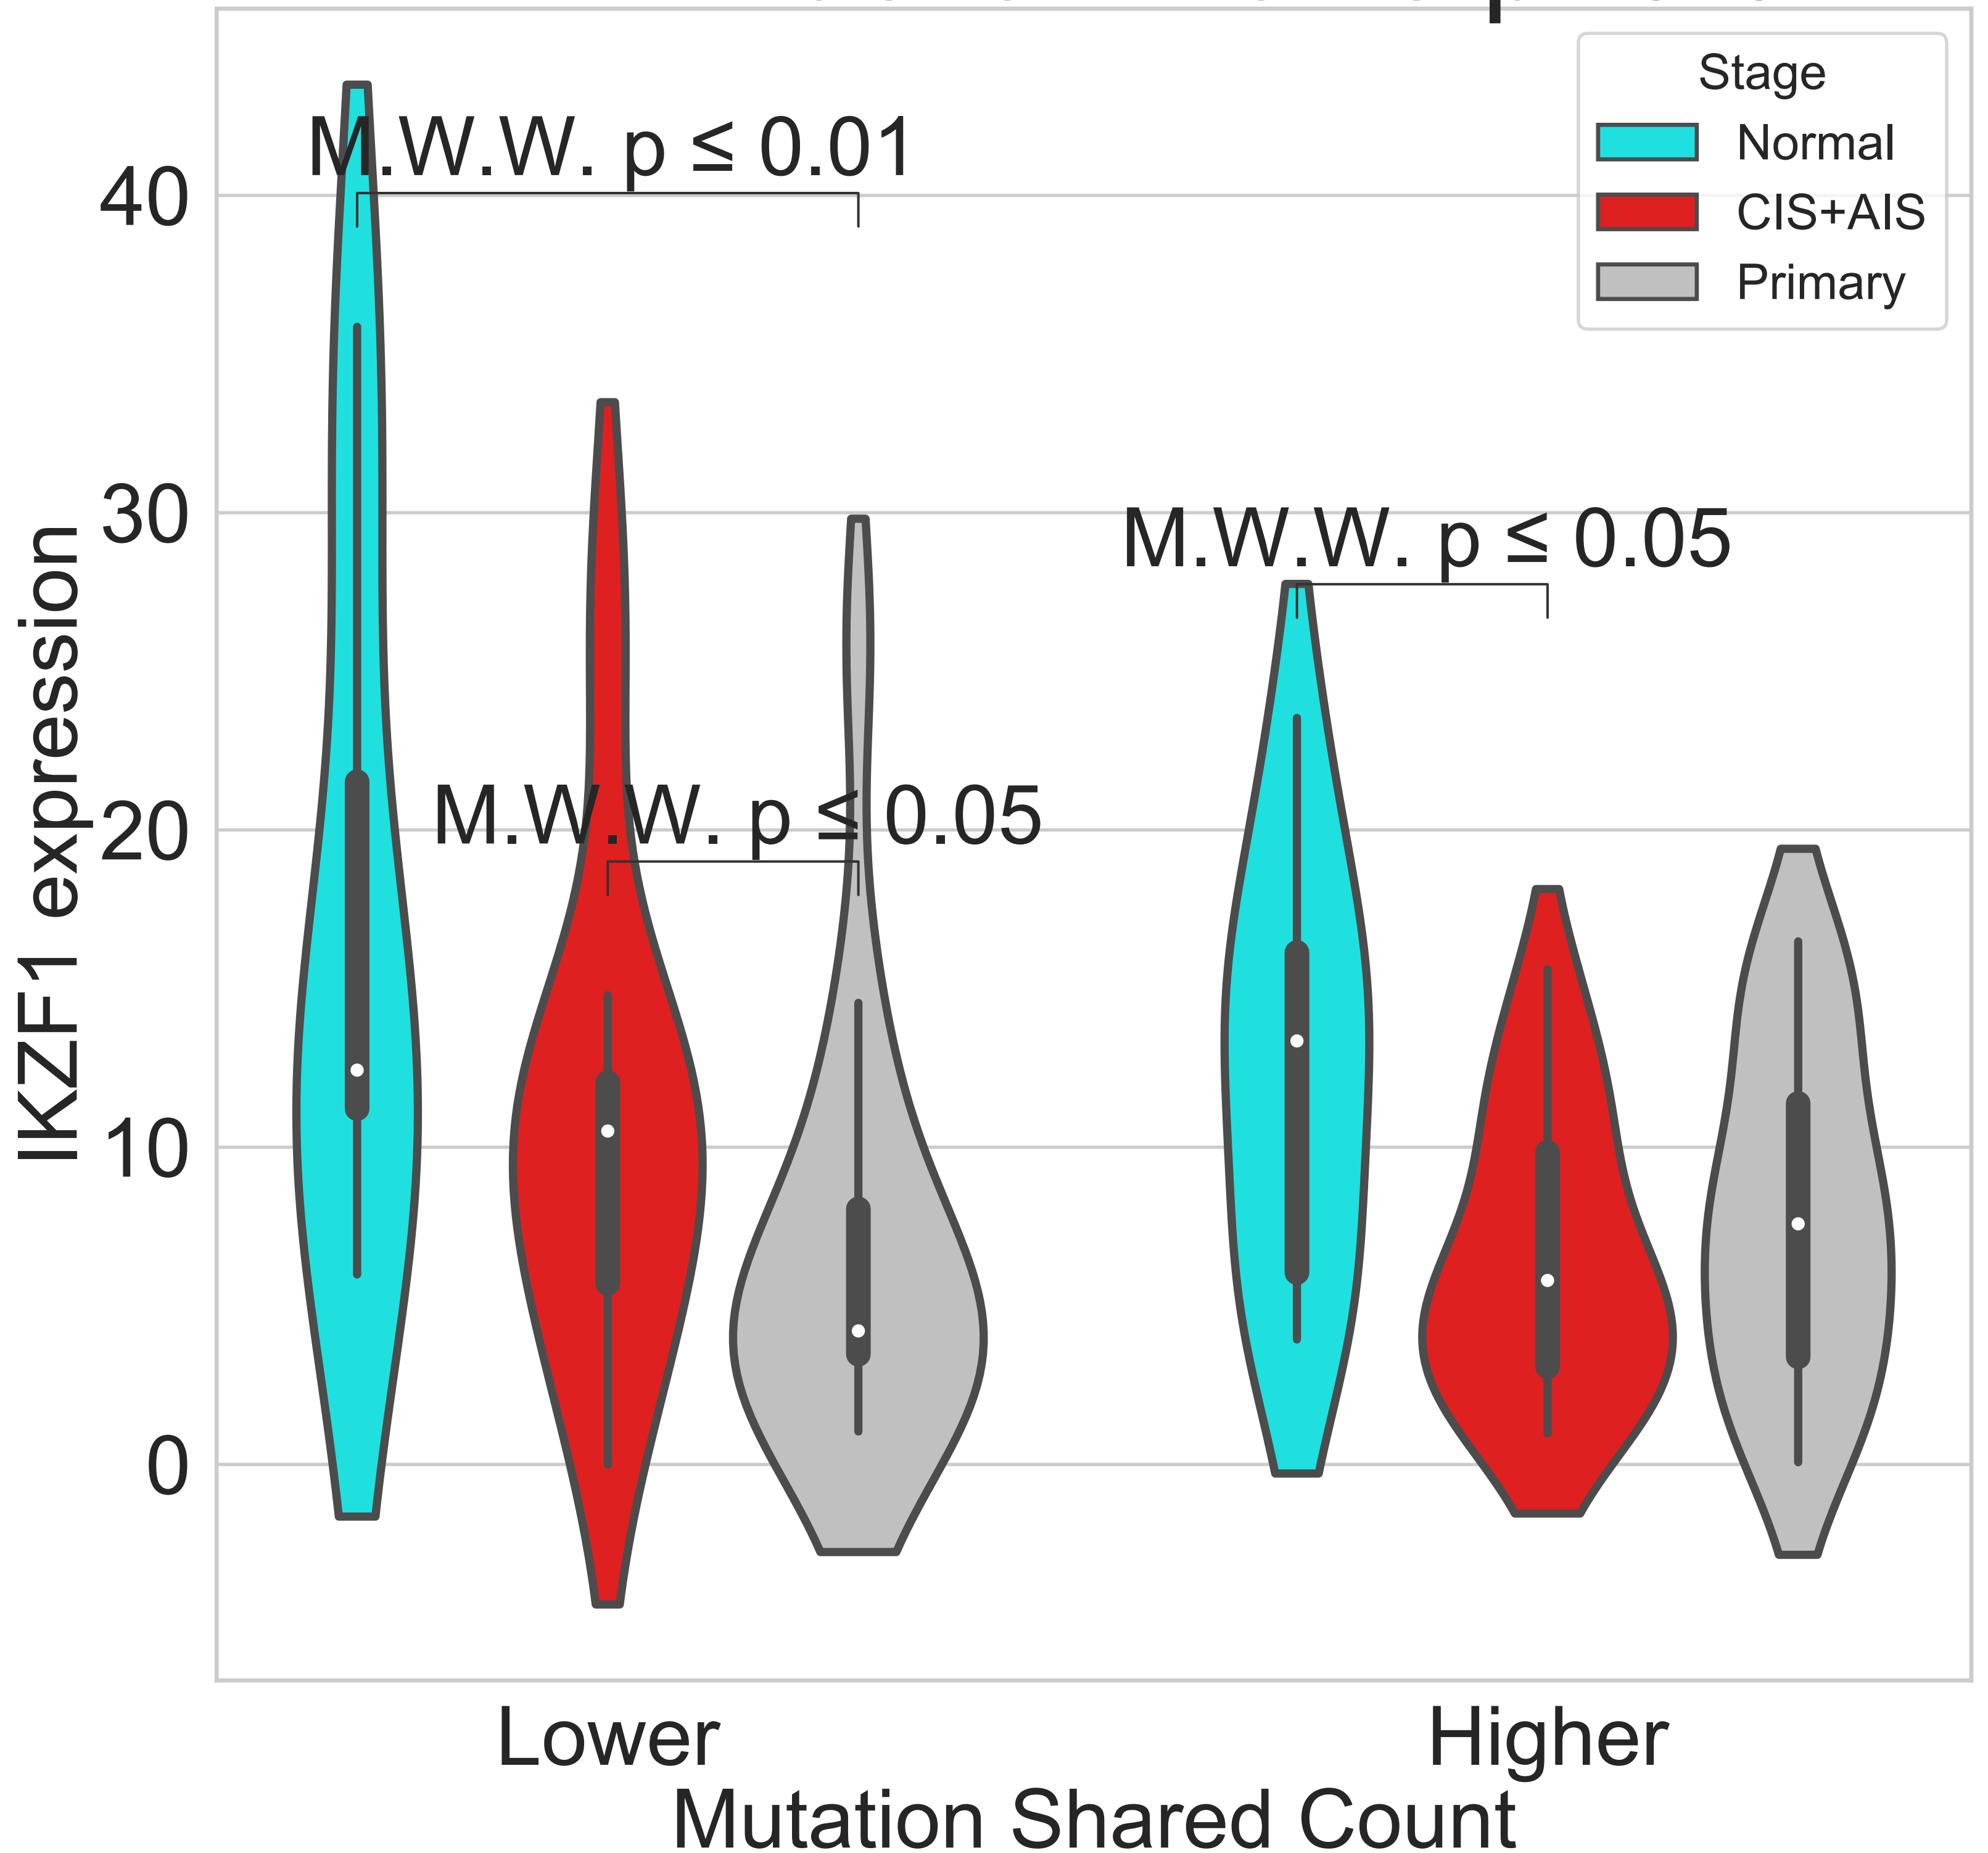 Stage
Normal
CIS+AIS
Primary
M.W.W. p ≤ 0.01
M.W.W. p ≤ 0.05
M.W.W. p ≤ 0.05
IKZF1 expression
40
30
20
10
0
Lower
Higher
Mutation Shared Count